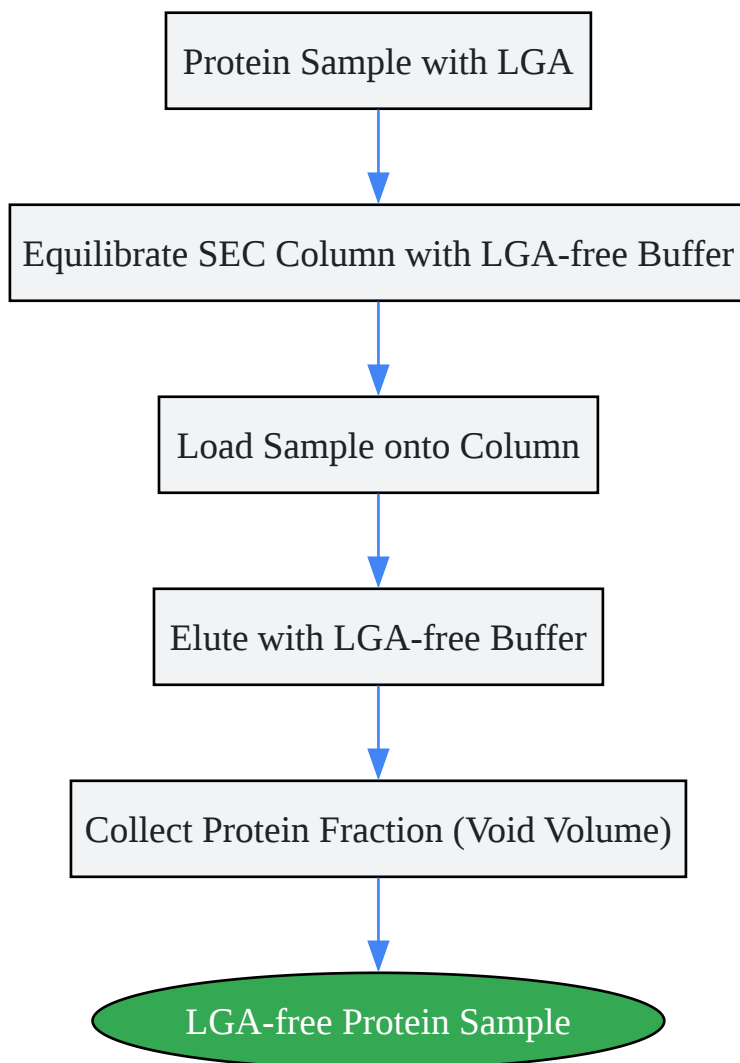 Protein Sample with LGA
Equilibrate SEC Column with LGA-free Buffer
Load Sample onto Column
Elute with LGA-free Buffer
Collect Protein Fraction (Void Volume)
LGA-free Protein Sample